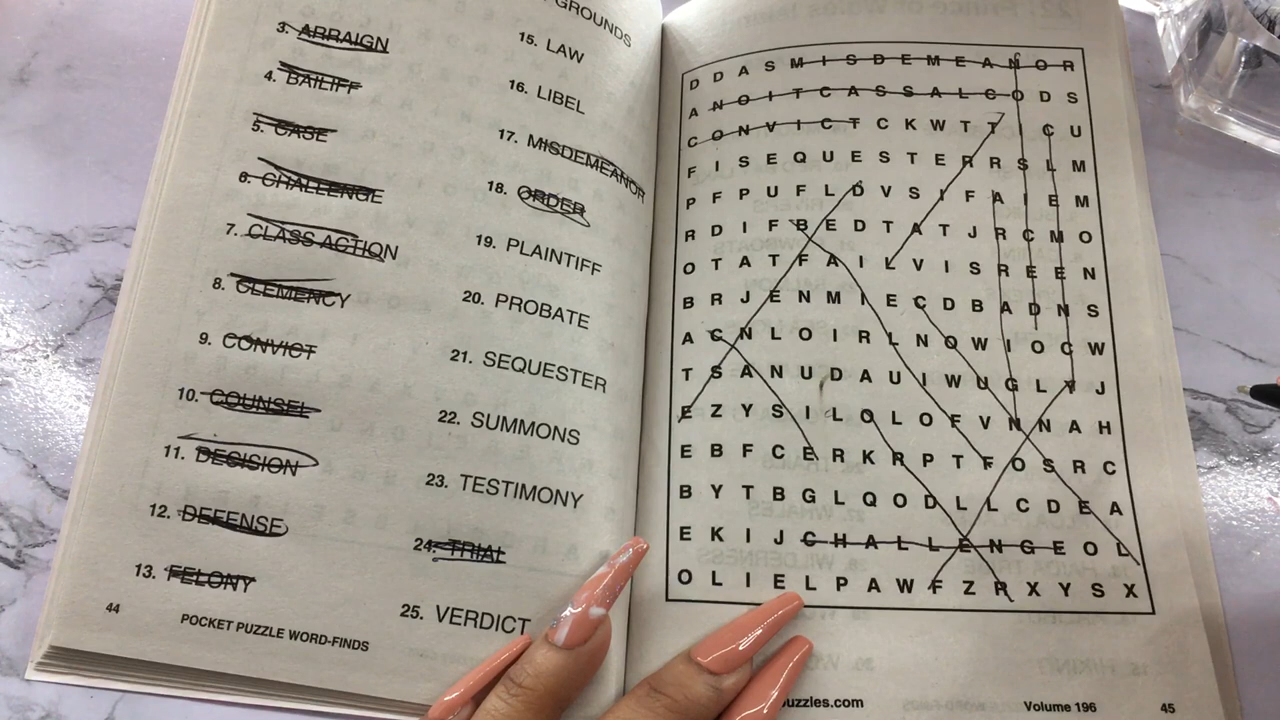 GROUNDS
3. ARRAIGN
4. BAILIFF
5. CASE
6. CHALLENGE
7. CLASS ACTION
8. CLEMENCY
9. CONVICT
10. COUNSEL
11. DECISION
12. DEFENSE
13. FELONY
15. LAW
16. LIBEL
17. MISDEMEANOR
18. ORDER
19. PLAINTIFF
20. PROBATE
21. SEQUESTER
22. SUMMONS
23. TESTIMONY
24. TRIAL
25. VERDICT
44
POCKET PUZZLE WORD-FINDS
D D A S M I S D E M E A N O R
A N O I T C A S S A L C O D S
C O N V I C T C K W T T I C U
F I S E Q U E S T E R R S L M
P F P U F L D V S I F A I E M
R D I F B E D T A T J R C M O
O T A T F A I L V I S R E E N
B R J E N M I E C D B A D N S
A C N L O I R L N O W I O C W
T S A N U D A U I W U G L Y J
E Z Y S I L O L O F V N N A H
E B F C E R K R P T F O S R C
B Y T B G L Q O D L L C D E A
E K I J C H A L L E N G E O L
O L I E L P A W F Z R X Y S X
puzzles.com
Volume 196
45